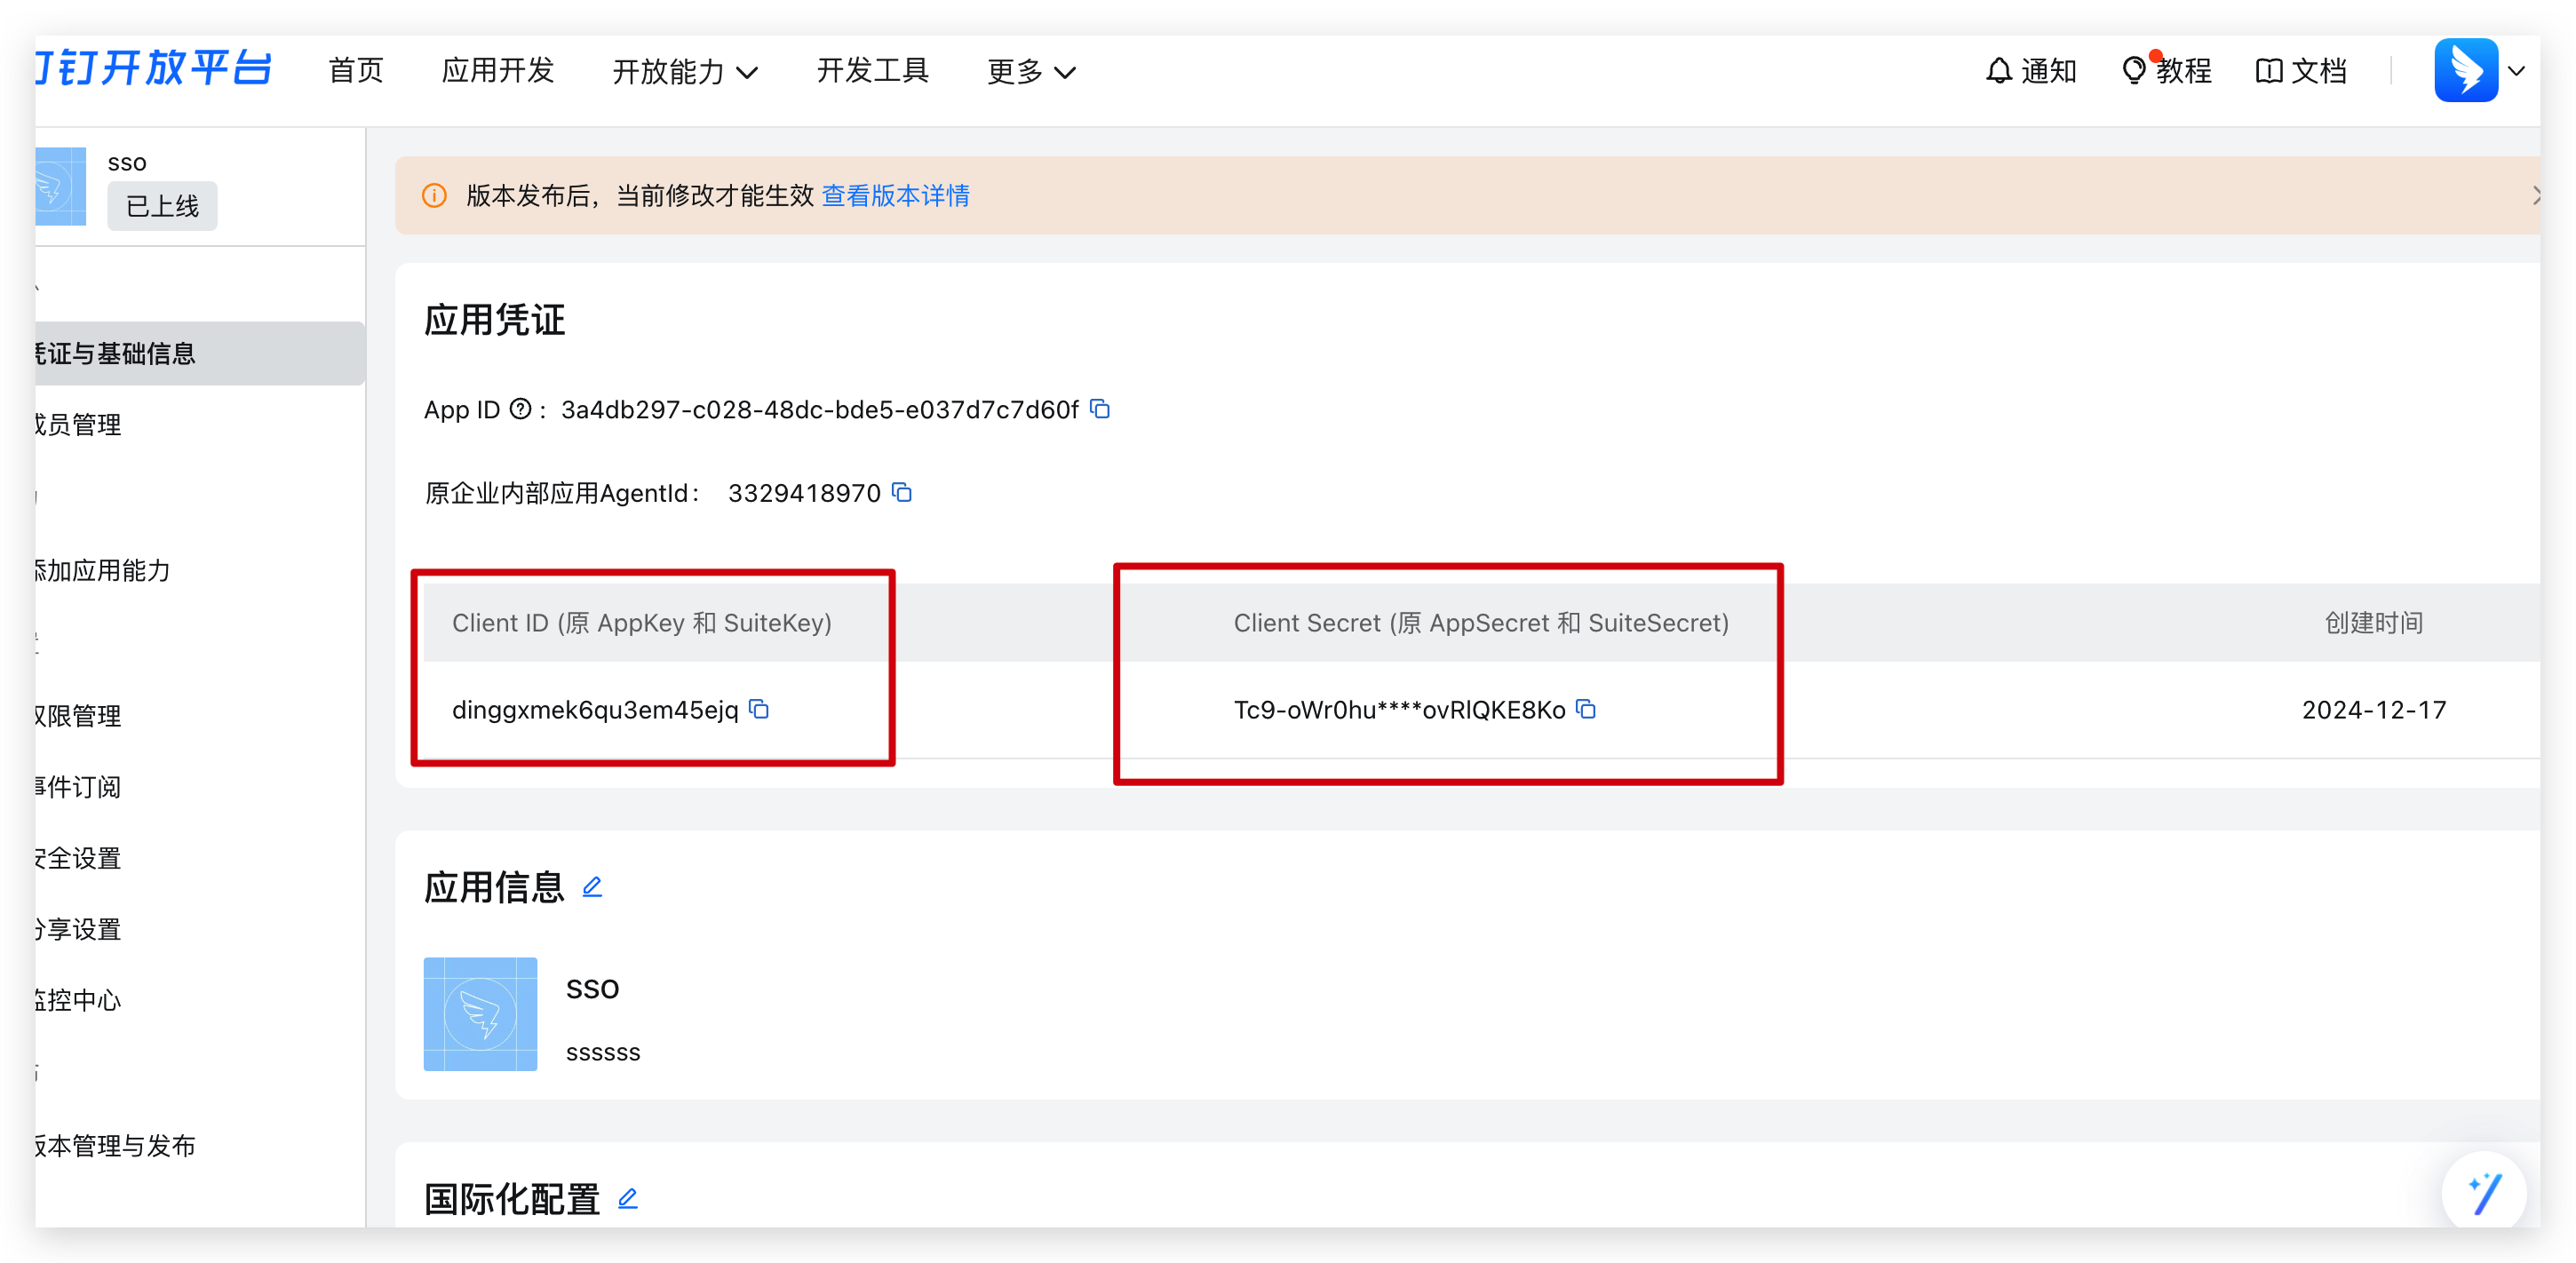 钉开放平台 首页 应用开发 开放能力 开发工具 更多 通知 教程 文档
sso
已上线
版本发布后，当前修改才能生效 查看版本详情
应用凭证
凭证与基础信息
App ID ? : 3a4db297-c028-48dc-bde5-e037d7c7d60f
成员管理
原企业内部应用AgentId： 3329418970
添加应用能力
Client ID (原 AppKey 和 SuiteKey) Client Secret (原 AppSecret 和 SuiteSecret) 创建时间
权限管理
dinggxmek6qu3em45ejq Tc9-oWr0hu****ovRlQKE8Ko 2024-12-17
事件订阅
安全设置
应用信息
分享设置
sso
监控中心
ssssss
版本管理与发布
国际化配置